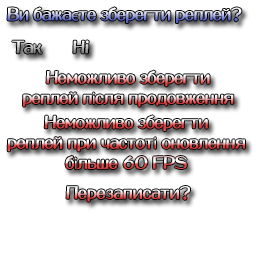 Ви бажаєте зберегти реплей?
Так Ні
Неможливо зберегти
реплей після продовження
Неможливо зберегти
реплей при частоті оновлення
більше 60 FPS
Перезаписати?